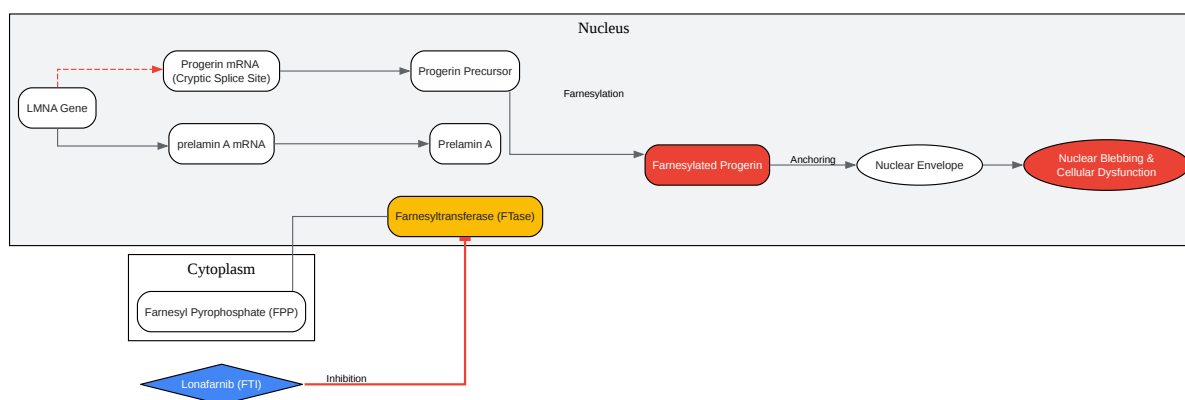 Nucleus
Progerin mRNA
(Cryptic Splice Site)
Progerin Precursor
Farnesylation
LMNA Gene
prelamin A mRNA
Prelamin A
Farnesylated Progerin
Anchoring
Nuclear Envelope
Nuclear Blebbing &
Cellular Dysfunction
Farnesyltransferase (FTase)
Cytoplasm
Farnesyl Pyrophosphate (FPP)
Lonafarnib (FTI)
Inhibition